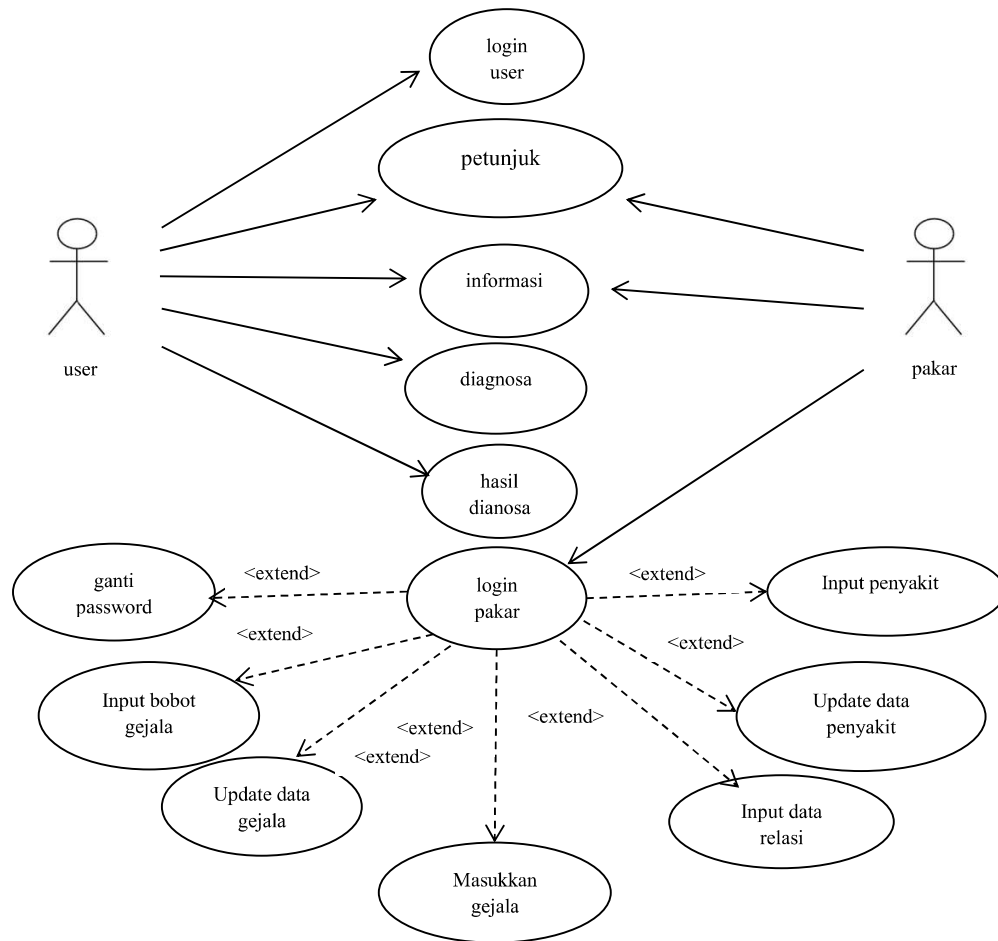 login
user
petunjuk
informasi
user
pakar
diagnosa
hasil
dianosa
ganti
password
<extend>
login
pakar
<extend>
Input penyakit
<extend>
<extend>
Input bobot
gejala
<extend>
<extend>
Update data
penyakit
<extend>
Update data
gejala
Input data
relasi
Masukkan
gejala